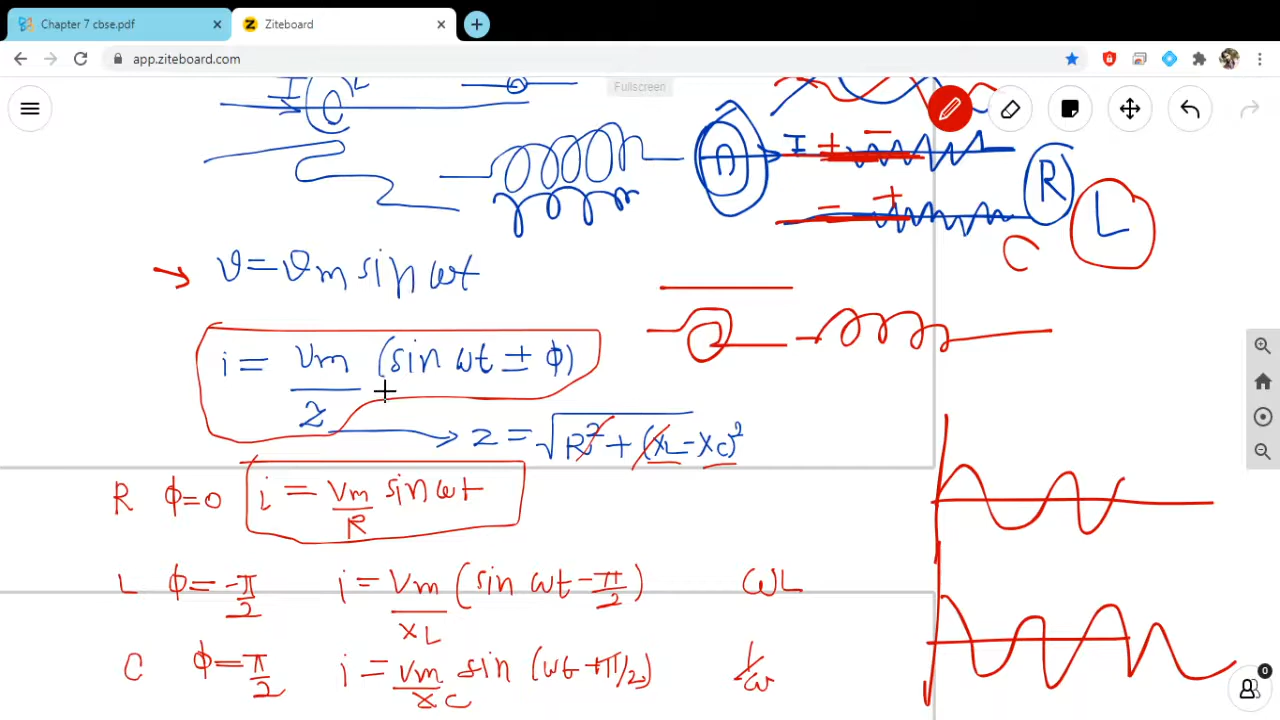 Chapter 7 cbse.pdf
Ziteboard
app.ziteboard.com
Fullscreen
I
L
n
I + −
− +
R
L
C
v = vm sin ωt
i = vm/Z (sin ωt ± ϕ)
Z = √R² + (XL − XC)²
R ϕ=0 i = vm/R sin ωt
L ϕ = -π/2 i = vm/XL (sin ωt − π/2) ωL
C ϕ = π/2 i = vm/XC sin (ωt + π/2) 1/ω
0